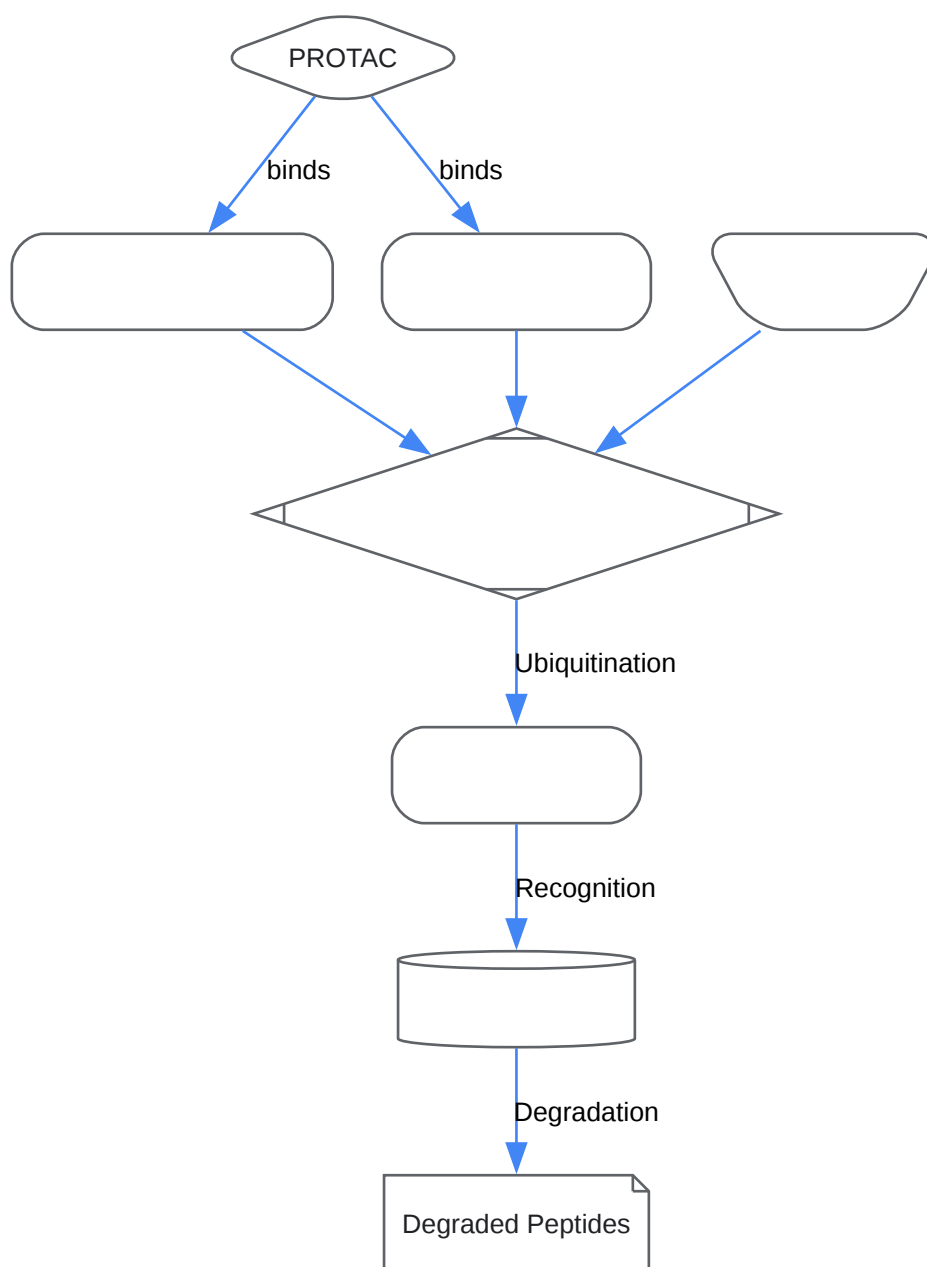 PROTAC
binds
binds
Ubiquitination
Recognition
Degradation
Degraded Peptides